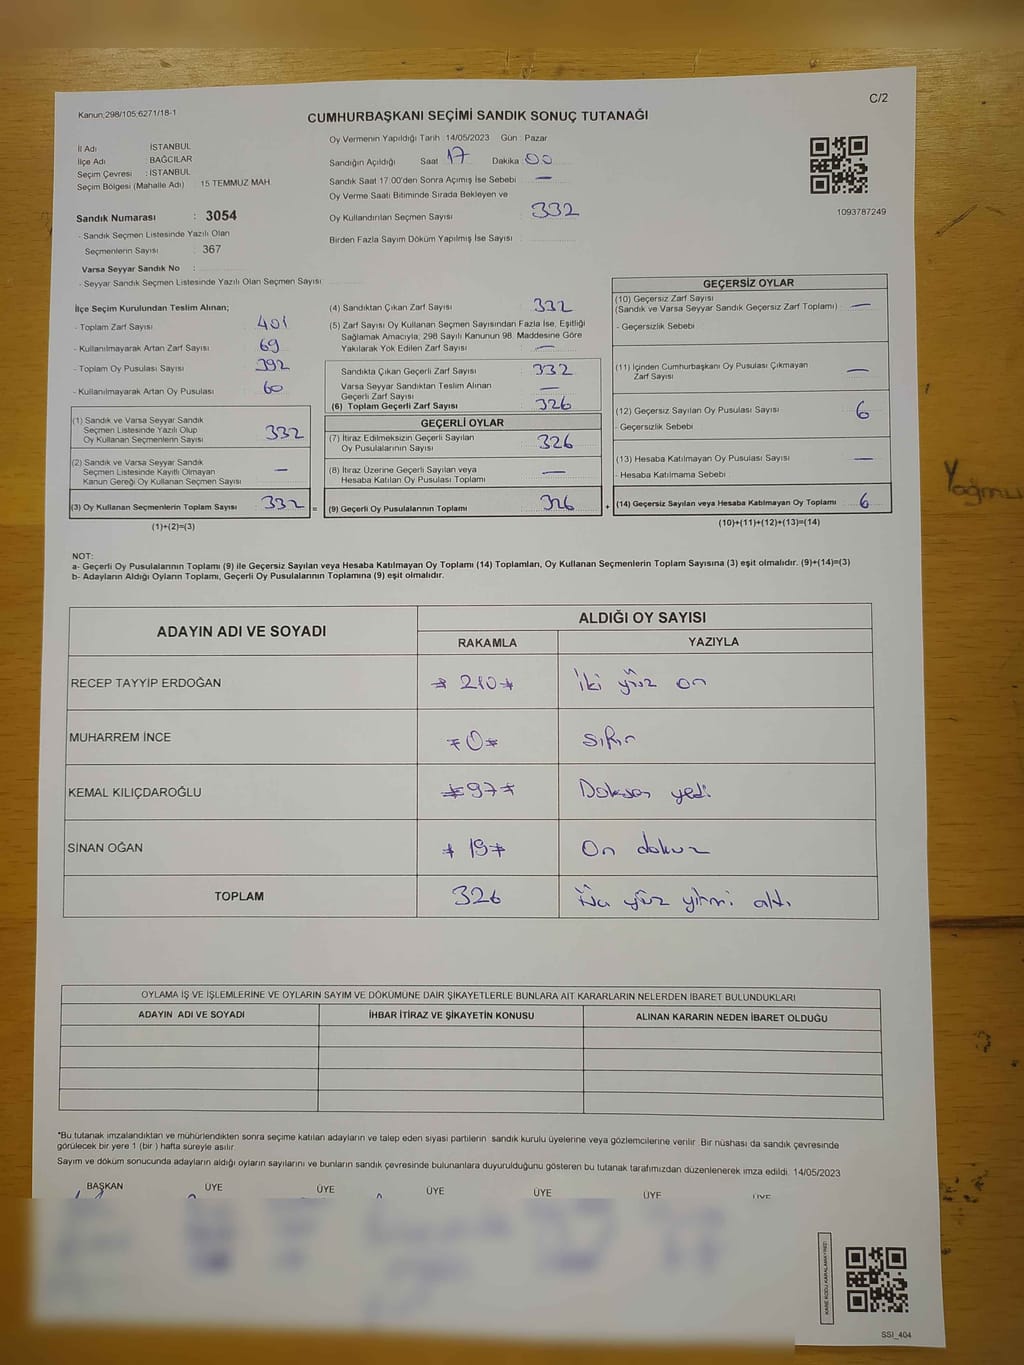 Kanun:298/105;6271/18-1
C/2
CUMHURBAŞKANI SEÇİMİ SANDIK SONUÇ TUTANAĞI
İl Adı : İSTANBUL
İlçe Adı : BAĞCILAR
Seçim Çevresi : İSTANBUL
Seçim Bölgesi (Mahalle Adı) 15 TEMMUZ MAH.
Sandık Numarası : 3054
- Sandık Seçmen Listesinde Yazılı Olan
Seçmenlerin Sayısı : 367
Varsa Seyyar Sandık No :
- Seyyar Sandık Seçmen Listesinde Yazılı Olan Seçmen Sayısı:
Oy Vermenin Yapıldığı Tarih : 14/05/2023 Gün : Pazar
Sandığın Açıldığı Saat 17 Dakika 00
Sandık Saat 17:00'den Sonra Açımış İse Sebebi : —
Oy Verme Saati Bitiminde Sırada Bekleyen ve
Oy Kullandırılan Seçmen Sayısı : 332
Birden Fazla Sayım Döküm Yapılmış İse Sayısı :
1093787249
İlçe Seçim Kurulundan Teslim Alınan;
- Toplam Zarf Sayısı : 401
- Kullanılmayarak Artan Zarf Sayısı : 69
- Toplam Oy Pusulası Sayısı : 392
- Kullanılmayarak Artan Oy Pusulası : 60
(1) Sandık ve Varsa Seyyar Sandık
Seçmen Listesinde Yazılı Olup
Oy Kullanan Seçmenlerin Sayısı : 332
(2) Sandık ve Varsa Seyyar Sandık
Seçmen Listesinde Kayıtlı Olmayan
Kanun Gereği Oy Kullanan Seçmen Sayısı : —
(3) Oy Kullanan Seçmenlerin Toplam Sayısı : 332
(1)+(2)=(3)
(4) Sandıktan Çıkan Zarf Sayısı : 332
(5) Zarf Sayısı Oy Kullanan Seçmen Sayısından Fazla İse, Eşitliği
Sağlamak Amacıyla; 298 Sayılı Kanunun 98. Maddesine Göre
Yakılarak Yok Edilen Zarf Sayısı : —
Sandıkta Çıkan Geçerli Zarf Sayısı : 332
Varsa Seyyar Sandıktan Teslim Alınan
Geçerli Zarf Sayısı : —
(6) Toplam Geçerli Zarf Sayısı : 326
GEÇERLİ OYLAR
(7) İtiraz Edilmeksizin Geçerli Sayılan
Oy Pusulalarının Sayısı : 326
(8) İtiraz Üzerine Geçerli Sayılan veya
Hesaba Katılan Oy Pusulası Toplamı : —
= (9) Geçerli Oy Pusulalarının Toplamı : 326 +
GEÇERSİZ OYLAR
(10) Geçersiz Zarf Sayısı
(Sandık ve Varsa Seyyar Sandık Geçersiz Zarf Toplamı) : —
- Geçersizlik Sebebi
(11) İçinden Cumhurbaşkanı Oy Pusulası Çıkmayan
Zarf Sayısı : —
(12) Geçersiz Sayılan Oy Pusulası Sayısı : 6
- Geçersizlik Sebebi
(13) Hesaba Katılmayan Oy Pusulası Sayısı : —
- Hesaba Katılmama Sebebi
(14) Geçersiz Sayılan veya Hesaba Katılmayan Oy Toplamı : 6
(10)+(11)+(12)+(13)=(14)
NOT:
a- Geçerli Oy Pusulalarının Toplamı (9) ile Geçersiz Sayılan veya Hesaba Katılmayan Oy Toplamı (14) Toplamları, Oy Kullanan Seçmenlerin Toplam Sayısına (3) eşit olmalıdır. (9)+(14)=(3)
b- Adayların Aldığı Oyların Toplamı, Geçerli Oy Pusulalarının Toplamına (9) eşit olmalıdır.
ADAYIN ADI VE SOYADI
ALDIĞI OY SAYISI
RAKAMLA YAZIYLA
RECEP TAYYİP ERDOĞAN *210* İki yüz on
MUHARREM İNCE *0* sıfır
KEMAL KILIÇDAROĞLU *97* Doksan yedi
SİNAN OĞAN *19* On dokuz
TOPLAM 326 Üç yüz yirmi altı
OYLAMA İŞ VE İŞLEMLERİNE VE OYLARIN SAYIM VE DÖKÜMÜNE DAİR ŞİKAYETLERLE BUNLARA AİT KARARLARIN NELERDEN İBARET BULUNDUKLARI
ADAYIN ADI VE SOYADI İHBAR İTİRAZ VE ŞİKAYETİN KONUSU ALINAN KARARIN NEDEN İBARET OLDUĞU
*Bu tutanak imzalandıktan ve mühürlendikten sonra seçime katılan adayların ve talep eden siyasi partilerin sandık kurulu üyelerine veya gözlemcilerine verilir. Bir nüshası da sandık çevresinde
görülecek bir yere 1 (bir ) hafta süreyle asılır.
Sayım ve döküm sonucunda adayların aldığı oyların sayılarını ve bunların sandık çevresinde bulunanlara duyurulduğunu gösteren bu tutanak tarafımızdan düzenlenerek imza edildi. 14/05/2023
BAŞKAN ÜYE ÜYE ÜYE ÜYE ÜYE ÜYE
KARE KODU KARALAMAYINIZ!
SSI_404